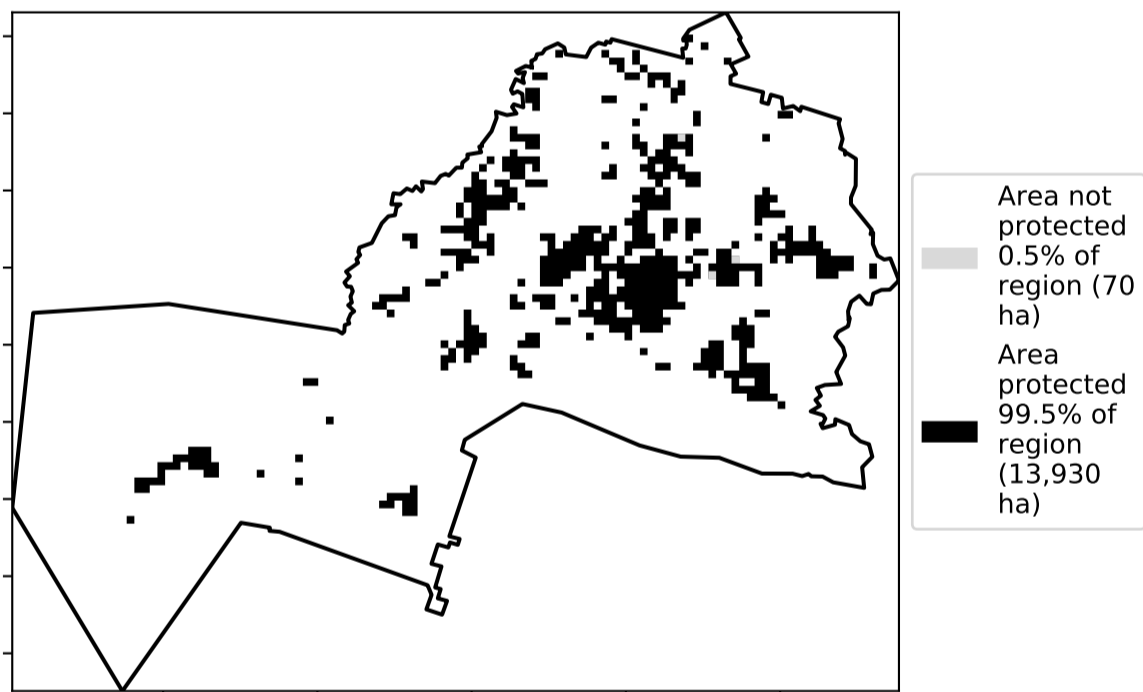 Area not
protected
0.5% of
region (70
ha)
Area
protected
99.5% of
region
(13,930
ha)